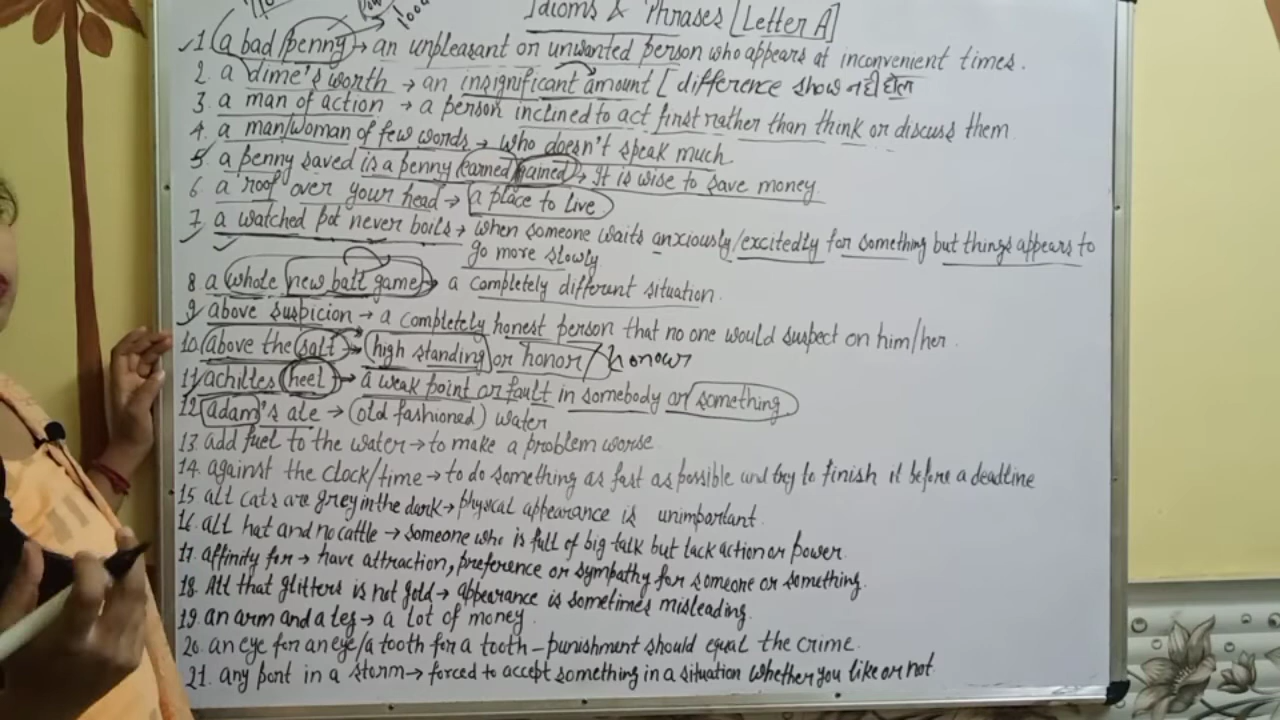 Idioms & Phrases [Letter A]
1. a bad penny → an unpleasant or unwanted person who appears at inconvenient times.
2. a dime's worth → an insignificant amount [difference show नही होता
3. a man of action → a person inclined to act first rather than think or discuss them
4. a man/woman of few words → who doesn't speak much
5. a penny saved is a penny earned/gained → It is wise to save money.
6. a roof over your head → a place to live
7. a watched pot never boils → when someone waits anxciously/excitedly for something but things appears to
go more slowly
8. a whole new ball game → a completely different situation.
9. above suspicion → a completely honest person that no one would suspect on him/her.
10. above the salt → high standing or honor/honour
11. achilles heel → a weak point or fault in somebody or something
12. adam's ale → (old fashioned) water
13. add fuel to the water → to make a problem worse
14. against the clock/time → to do something as fast as possible and try to finish it before a deadline
15. all cats are grey in the dark → physical appearance is unimportant.
16. all hat and no cattle → someone who is full of big talk but lack action or power.
17. affinity for → have attraction, preference or sympathy for someone or something.
18. All that glitters is not gold → appearance is sometimes misleading.
19. an arm and a leg → a lot of money.
20. an eye for an eye/a tooth for a tooth – punishment should equal the crime.
21. any port in a storm → forced to accept something in a situation whether you like or not